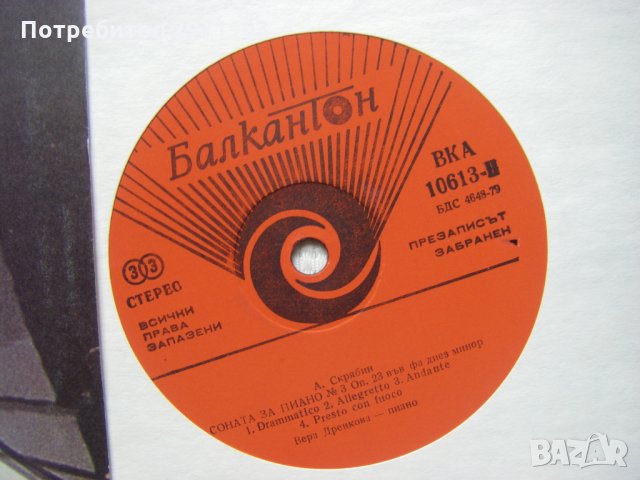 Потребител
Балкантон
ВКА
10613-II
БДС 4648-79
ПРЕЗАПИСЪТ
ЗАБРАНЕН
33
СТЕРЕО
ВСИЧКИ
ПРАВА
ЗАПАЗЕНИ
А. Скрябин
СОНАТА ЗА ПИАНО № 3 Оп. 23 във фа диез минор
1. Drammatico 2. Allegretto 3. Andante
4. Presto con fuoco
Вера Дренкова — пиано
BAZAR